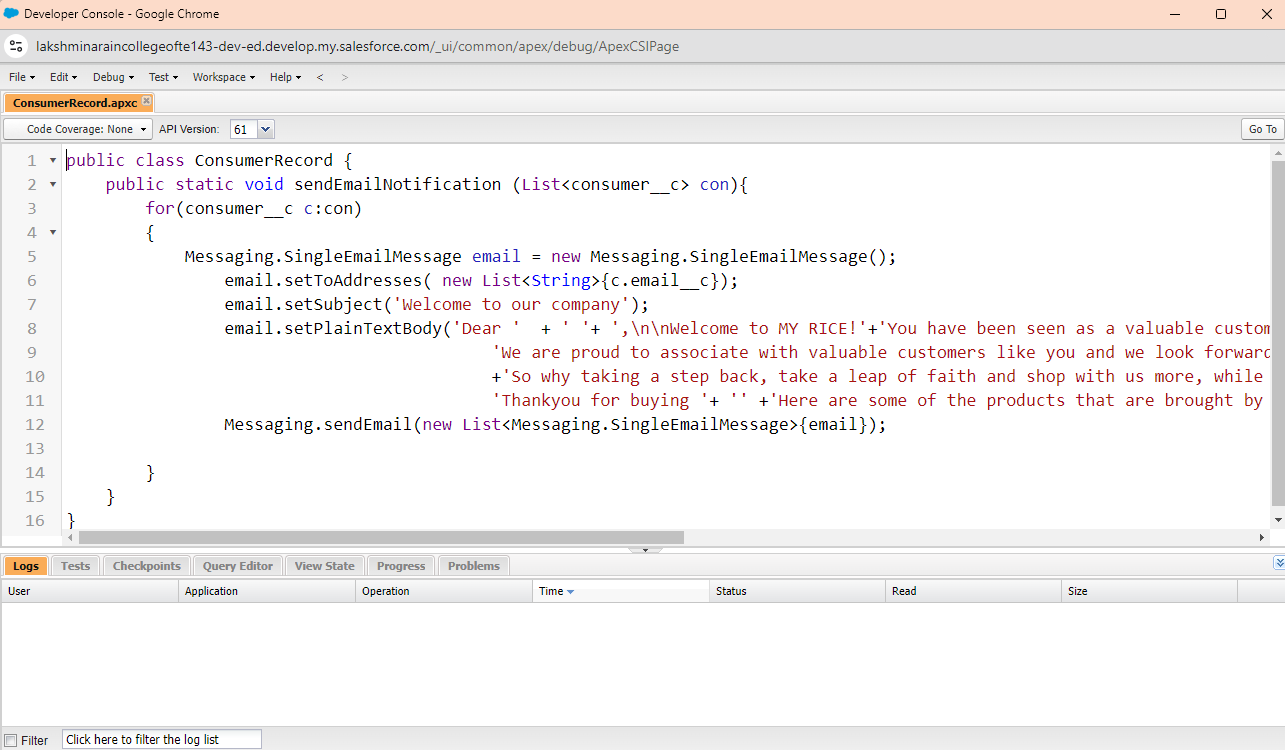 Developer Console - Google Chrome
lakshminaraincollegeofte143-dev-ed.develop.my.salesforce.com/_ui/common/apex/debug/ApexCSIPage
File Edit Debug Test Workspace Help < >
ConsumerRecord.apxc
Code Coverage: None API Version: 61 Go To
1 public class ConsumerRecord {
2 public static void sendEmailNotification (List<consumer__c> con){
3 for(consumer__c c:con)
4 {
5 Messaging.SingleEmailMessage email = new Messaging.SingleEmailMessage();
6 email.setToAddresses( new List<String>{c.email__c});
7 email.setSubject('Welcome to our company');
8 email.setPlainTextBody('Dear '  + ' '+ ',\n\nWelcome to MY RICE!'+'You have been seen as a valuable custom
9 'We are proud to associate with valuable customers like you and we look forward
10 +'So why taking a step back, take a leap of faith and shop with us more, while
11 'Thankyou for buying '+ '' +'Here are some of the products that are brought by
12 Messaging.sendEmail(new List<Messaging.SingleEmailMessage>{email});
13
14 }
15 }
16 }
Logs Tests Checkpoints Query Editor View State Progress Problems
User Application Operation Time Status Read Size
Filter Click here to filter the log list